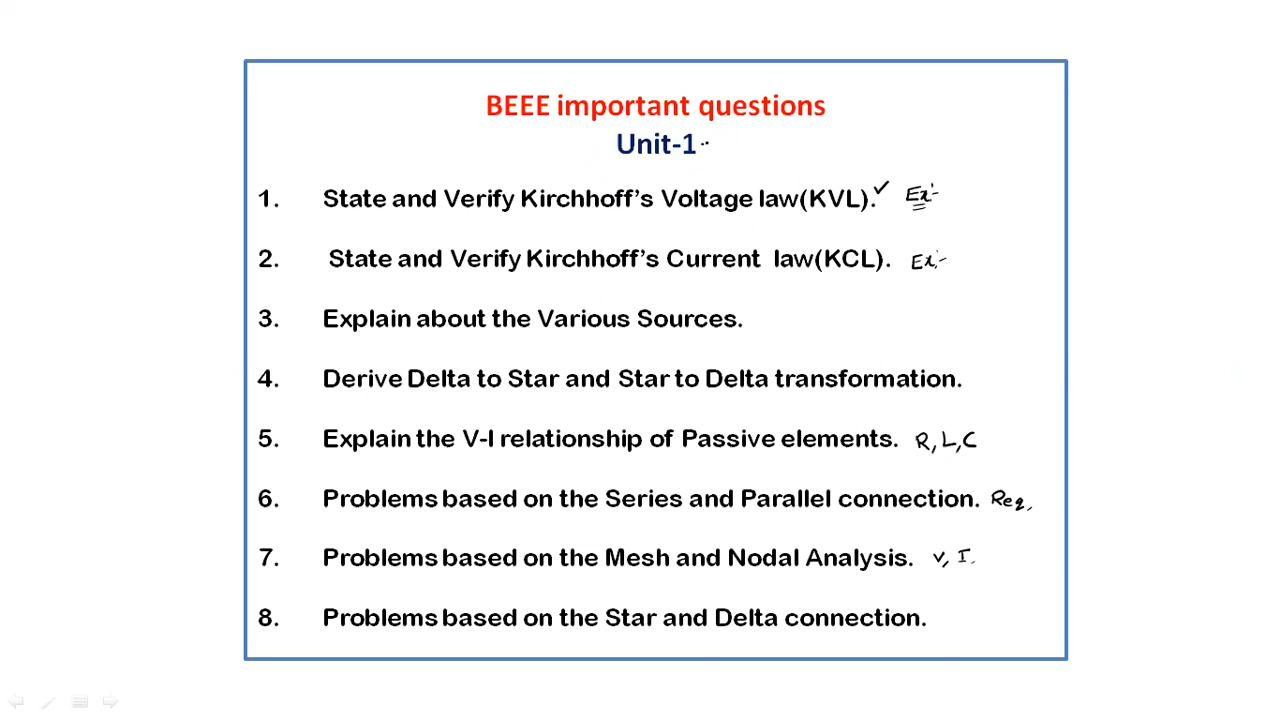 BEEE important questions
Unit-1
1. State and Verify Kirchhoff's Voltage law(KVL). Ex:-
2. State and Verify Kirchhoff's Current law(KCL). Ex:-
3. Explain about the Various Sources.
4. Derive Delta to Star and Star to Delta transformation.
5. Explain the V-I relationship of Passive elements. R, L, C
6. Problems based on the Series and Parallel connection. Req,
7. Problems based on the Mesh and Nodal Analysis. V, I.
8. Problems based on the Star and Delta connection.